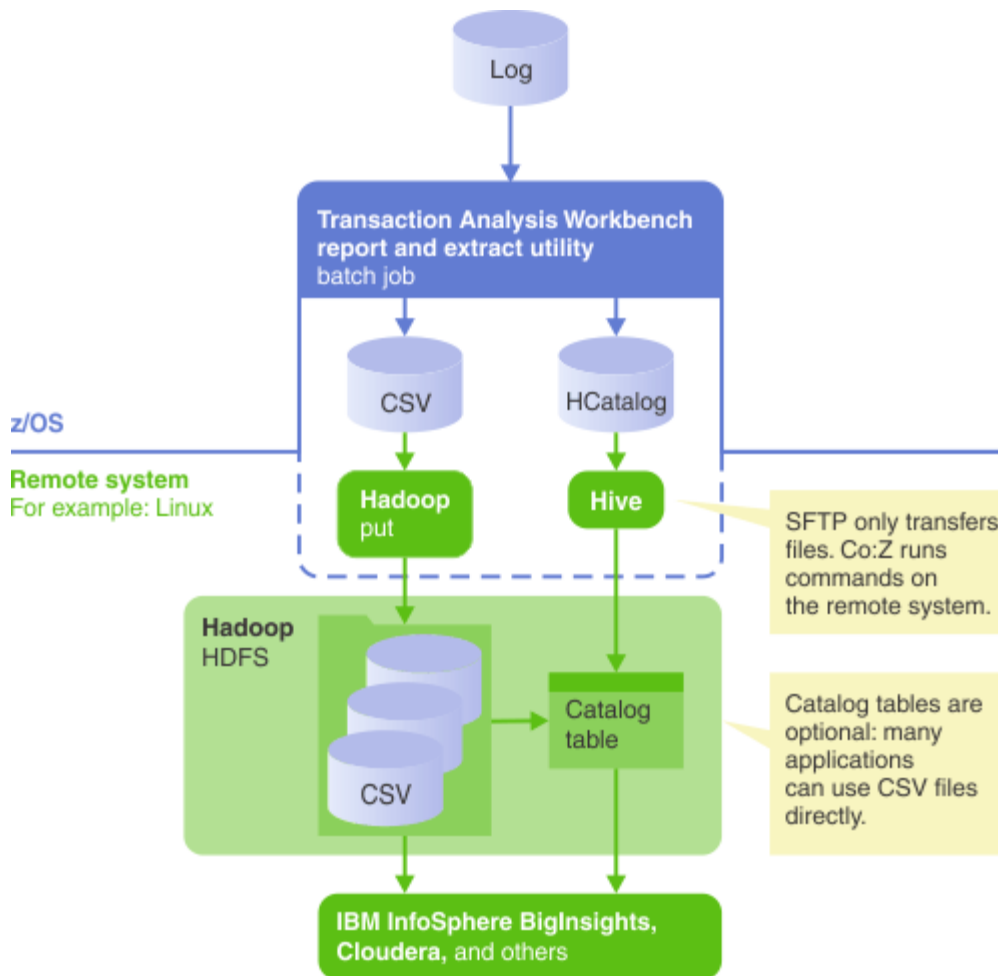 Log
Transaction Analysis Workbench
report and extract utility
batch job
CSV
HCatalog
z/OS
Remote system
For example: Linux
Hadoop
put
Hive
SFTP only transfers
files. Co:Z runs
commands on
the remote system.
Hadoop
HDFS
CSV
Catalog
table
Catalog tables are
optional: many
applications
can use CSV files
directly.
IBM InfoSphere BigInsights,
Cloudera, and others